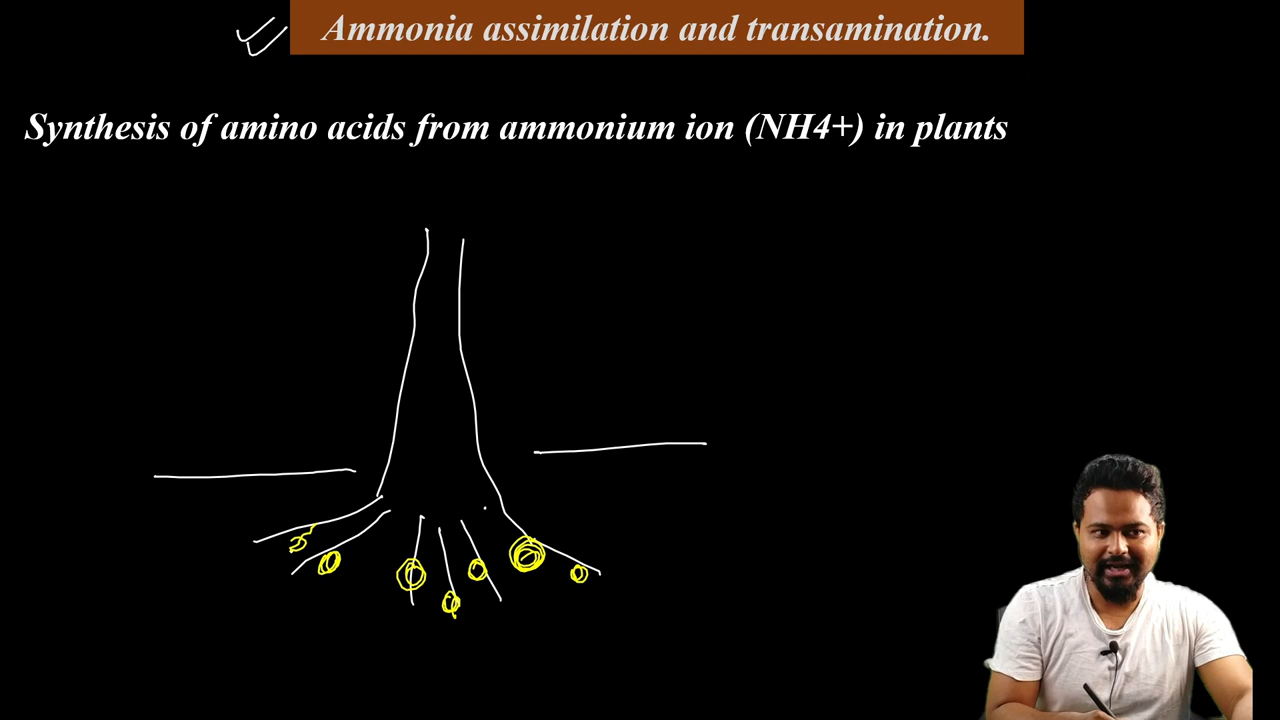 Ammonia assimilation and transamination.
Synthesis of amino acids from ammonium ion (NH4+) in plants